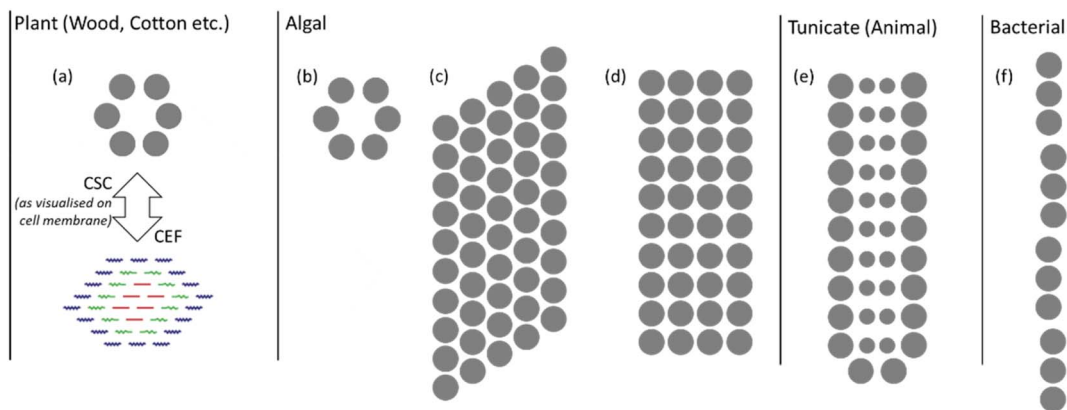 Plant (Wood, Cotton etc.)
Algal
Tunicate (Animal)
Bacterial
(a)
(b)
(c)
(d)
(e)
(f)
CSC
(as visualised on
cell membrane)
CEF